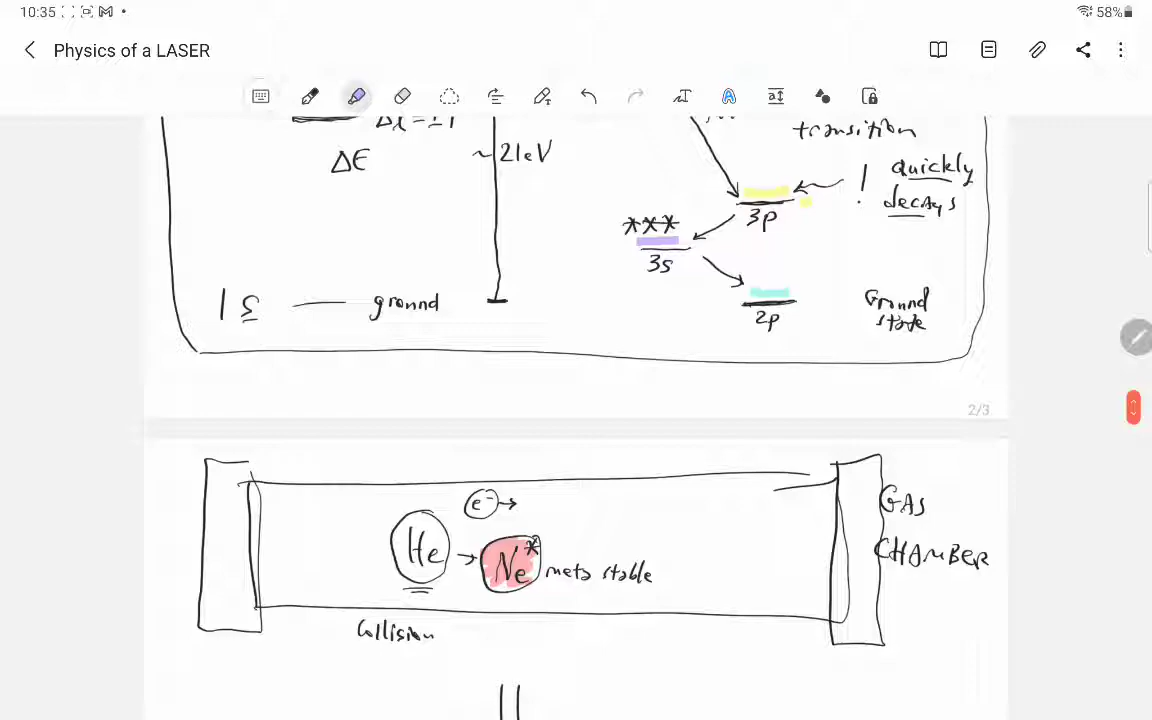 10:35
58%
Physics of a LASER
ΔE
~21eV
transition
! quickly
decays
3p
***
3s
2p
Ground
state
1s
ground
2/3
e-
He
Ne*
meta stable
GAS
CHAMBER
Collision